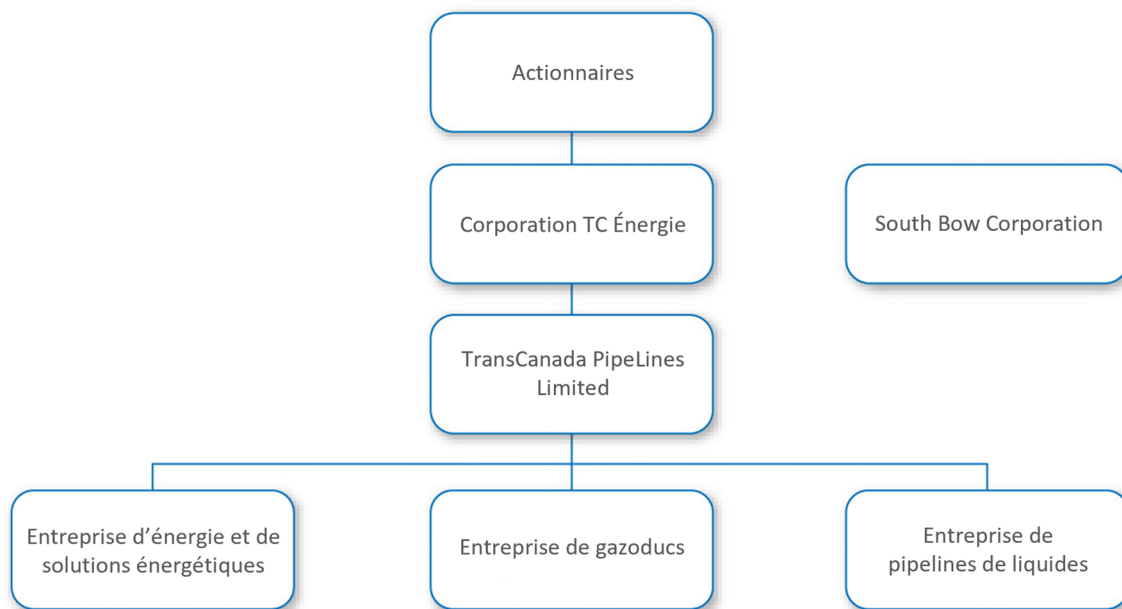 Actionnaires
Corporation TC Énergie
South Bow Corporation
TransCanada PipeLines
Limited
Entreprise d’énergie et de
solutions énergétiques
Entreprise de gazoducs
Entreprise de
pipelines de liquides